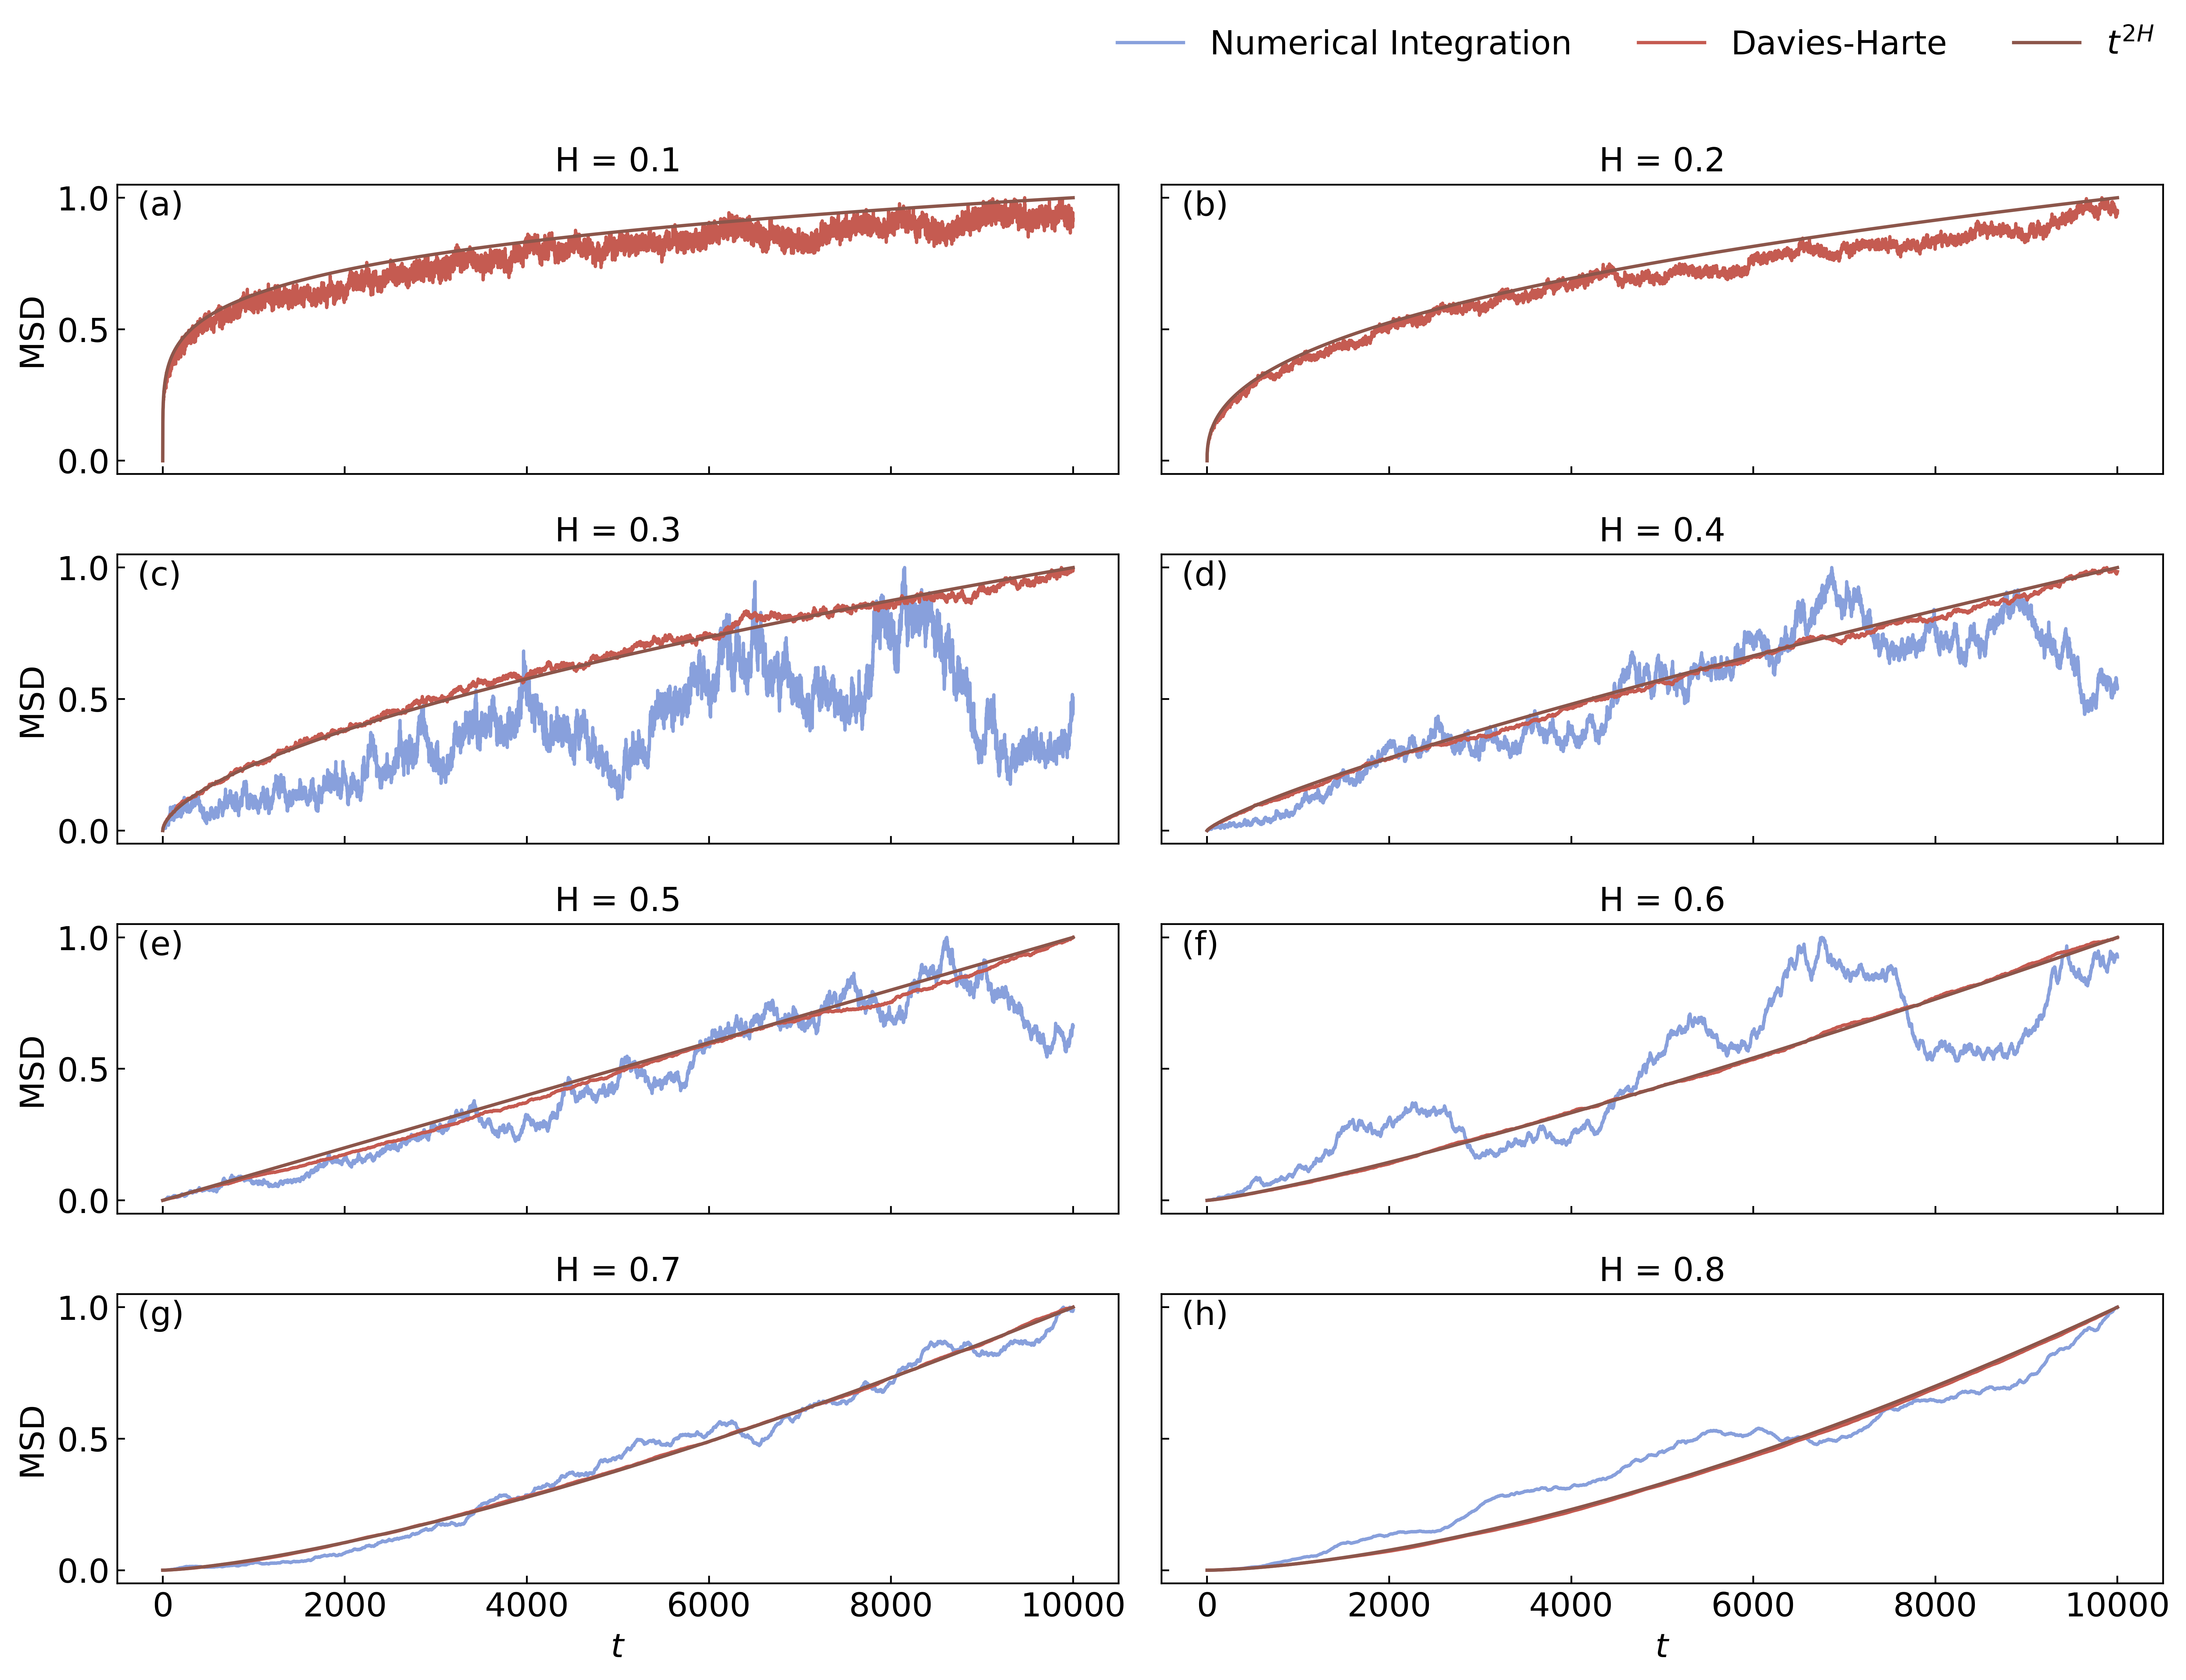 Numerical Integration Davies-Harte t^{2H}
H = 0.1 H = 0.2
(a) (b)
1.0
0.5
0.0
MSD
H = 0.3 H = 0.4
(c) (d)
1.0
0.5
0.0
MSD
H = 0.5 H = 0.6
(e) (f)
1.0
0.5
0.0
MSD
H = 0.7 H = 0.8
(g) (h)
1.0
0.5
0.0
MSD
0 2000 4000 6000 8000 10000 0 2000 4000 6000 8000 10000
t t